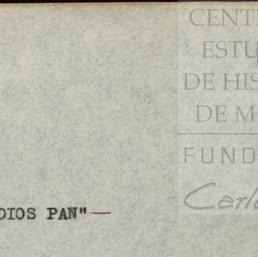 CENT
ESTU
DE HIS
DE M
FUND
Carl
DIOS PAN"